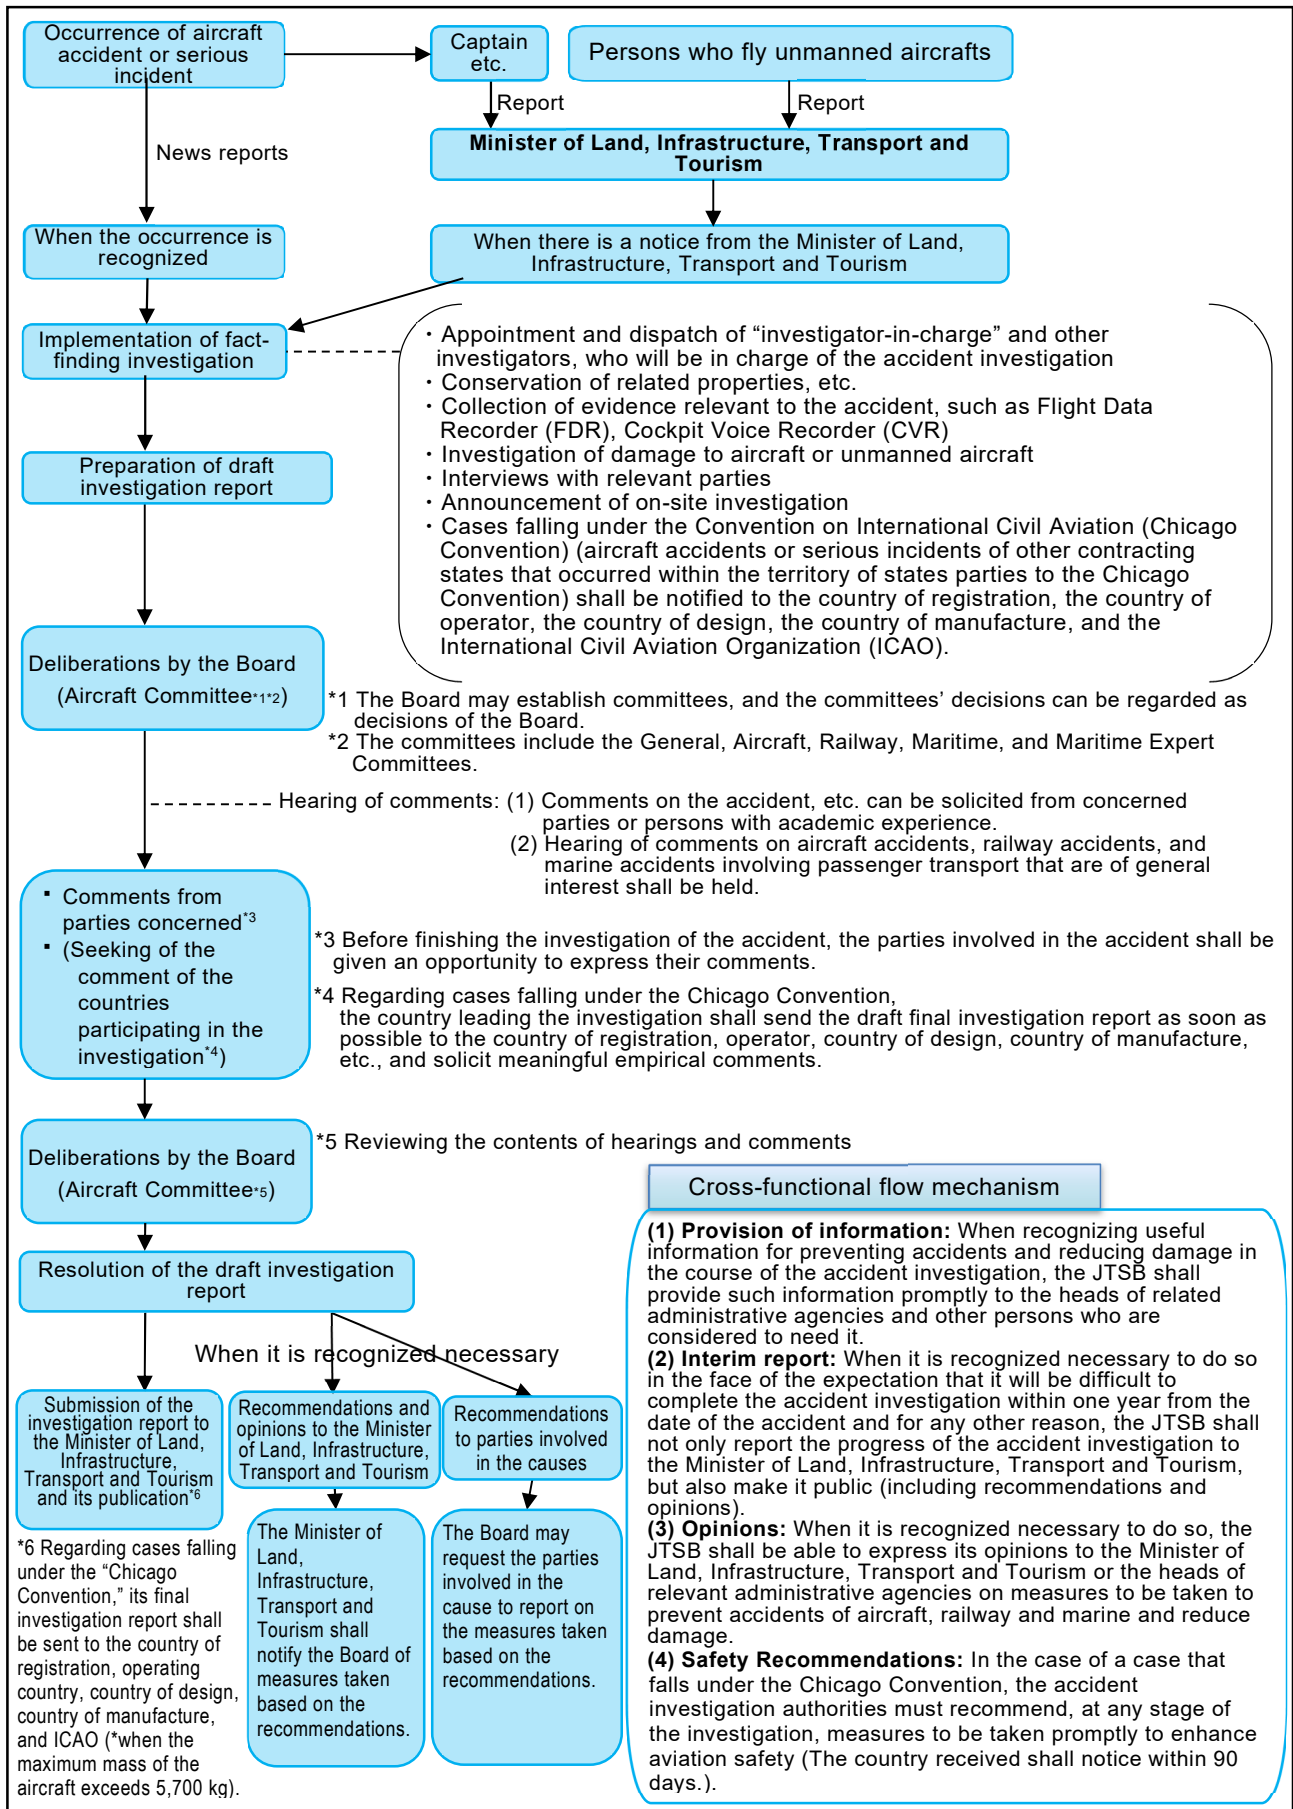 Occurrence of aircraft
accident or serious
incident
Captain
etc.
Persons who fly unmanned aircrafts
Report
Report
News reports
Minister of Land, Infrastructure, Transport and
Tourism
When the occurrence is
recognized
When there is a notice from the Minister of Land,
Infrastructure, Transport and Tourism
Implementation of fact-
finding investigation
・Appointment and dispatch of “investigator-in-charge” and other
investigators, who will be in charge of the accident investigation
・Conservation of related properties, etc.
・Collection of evidence relevant to the accident, such as Flight Data
Recorder (FDR), Cockpit Voice Recorder (CVR)
・Investigation of damage to aircraft or unmanned aircraft
・Interviews with relevant parties
・Announcement of on-site investigation
・Cases falling under the Convention on International Civil Aviation (Chicago
Convention) (aircraft accidents or serious incidents of other contracting
states that occurred within the territory of states parties to the Chicago
Convention) shall be notified to the country of registration, the country of
operator, the country of design, the country of manufacture, and the
International Civil Aviation Organization (ICAO).
Preparation of draft
investigation report
Deliberations by the Board
(Aircraft Committee*1*2)
*1 The Board may establish committees, and the committees’ decisions can be regarded as
decisions of the Board.
*2 The committees include the General, Aircraft, Railway, Maritime, and Maritime Expert
Committees.
Hearing of comments: (1) Comments on the accident, etc. can be solicited from concerned
parties or persons with academic experience.
(2) Hearing of comments on aircraft accidents, railway accidents, and
marine accidents involving passenger transport that are of general
interest shall be held.
▪ Comments from
parties concerned*3
▪ (Seeking of the
comment of the
countries
participating in the
investigation*4)
*3 Before finishing the investigation of the accident, the parties involved in the accident shall be
given an opportunity to express their comments.
*4 Regarding cases falling under the Chicago Convention,
the country leading the investigation shall send the draft final investigation report as soon as
possible to the country of registration, operator, country of design, country of manufacture,
etc., and solicit meaningful empirical comments.
Deliberations by the Board
(Aircraft Committee*5)
*5 Reviewing the contents of hearings and comments
Resolution of the draft investigation
report
When it is recognized necessary
Submission of the
investigation report to
the Minister of Land,
Infrastructure,
Transport and Tourism
and its publication*6
Recommendations and
opinions to the Minister
of Land, Infrastructure,
Transport and Tourism
Recommendations
to parties involved
in the causes
*6 Regarding cases falling
under the “Chicago
Convention,” its final
investigation report shall
be sent to the country of
registration, operating
country, country of design,
country of manufacture,
and ICAO (*when the
maximum mass of the
aircraft exceeds 5,700 kg).
The Minister of
Land,
Infrastructure,
Transport and
Tourism shall
notify the Board of
measures taken
based on the
recommendations.
The Board may
request the parties
involved in the
cause to report on
the measures taken
based on the
recommendations.
Cross-functional flow mechanism
(1) Provision of information: When recognizing useful
information for preventing accidents and reducing damage in
the course of the accident investigation, the JTSB shall
provide such information promptly to the heads of related
administrative agencies and other persons who are
considered to need it.
(2) Interim report: When it is recognized necessary to do so
in the face of the expectation that it will be difficult to
complete the accident investigation within one year from the
date of the accident and for any other reason, the JTSB shall
not only report the progress of the accident investigation to
the Minister of Land, Infrastructure, Transport and Tourism,
but also make it public (including recommendations and
opinions).
(3) Opinions: When it is recognized necessary to do so, the
JTSB shall be able to express its opinions to the Minister of
Land, Infrastructure, Transport and Tourism or the heads of
relevant administrative agencies on measures to be taken to
prevent accidents of aircraft, railway and marine and reduce
damage.
(4) Safety Recommendations: In the case of a case that
falls under the Chicago Convention, the accident
investigation authorities must recommend, at any stage of
the investigation, measures to be taken promptly to enhance
aviation safety (The country received shall notice within 90
days.).